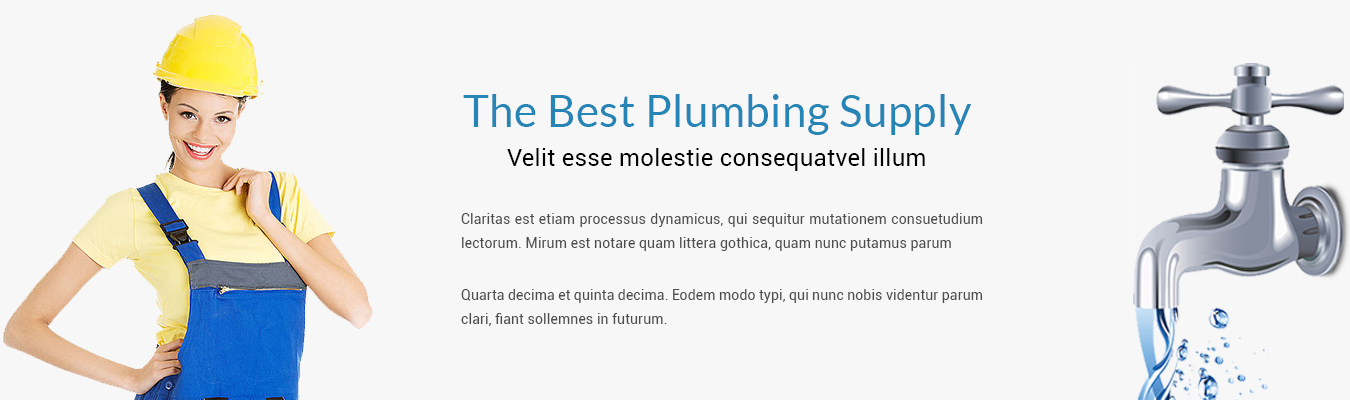 The Best Plumbing Supply
Velit esse molestie consequatvel illum
Claritas est etiam processus dynamicus, qui sequitur mutationem consuetudium
lectorum. Mirum est notare quam littera gothica, quam nunc putamus parum
Quarta decima et quinta decima. Eodem modo typi, qui nunc nobis videntur parum
clari, fiant sollemnes in futurum.